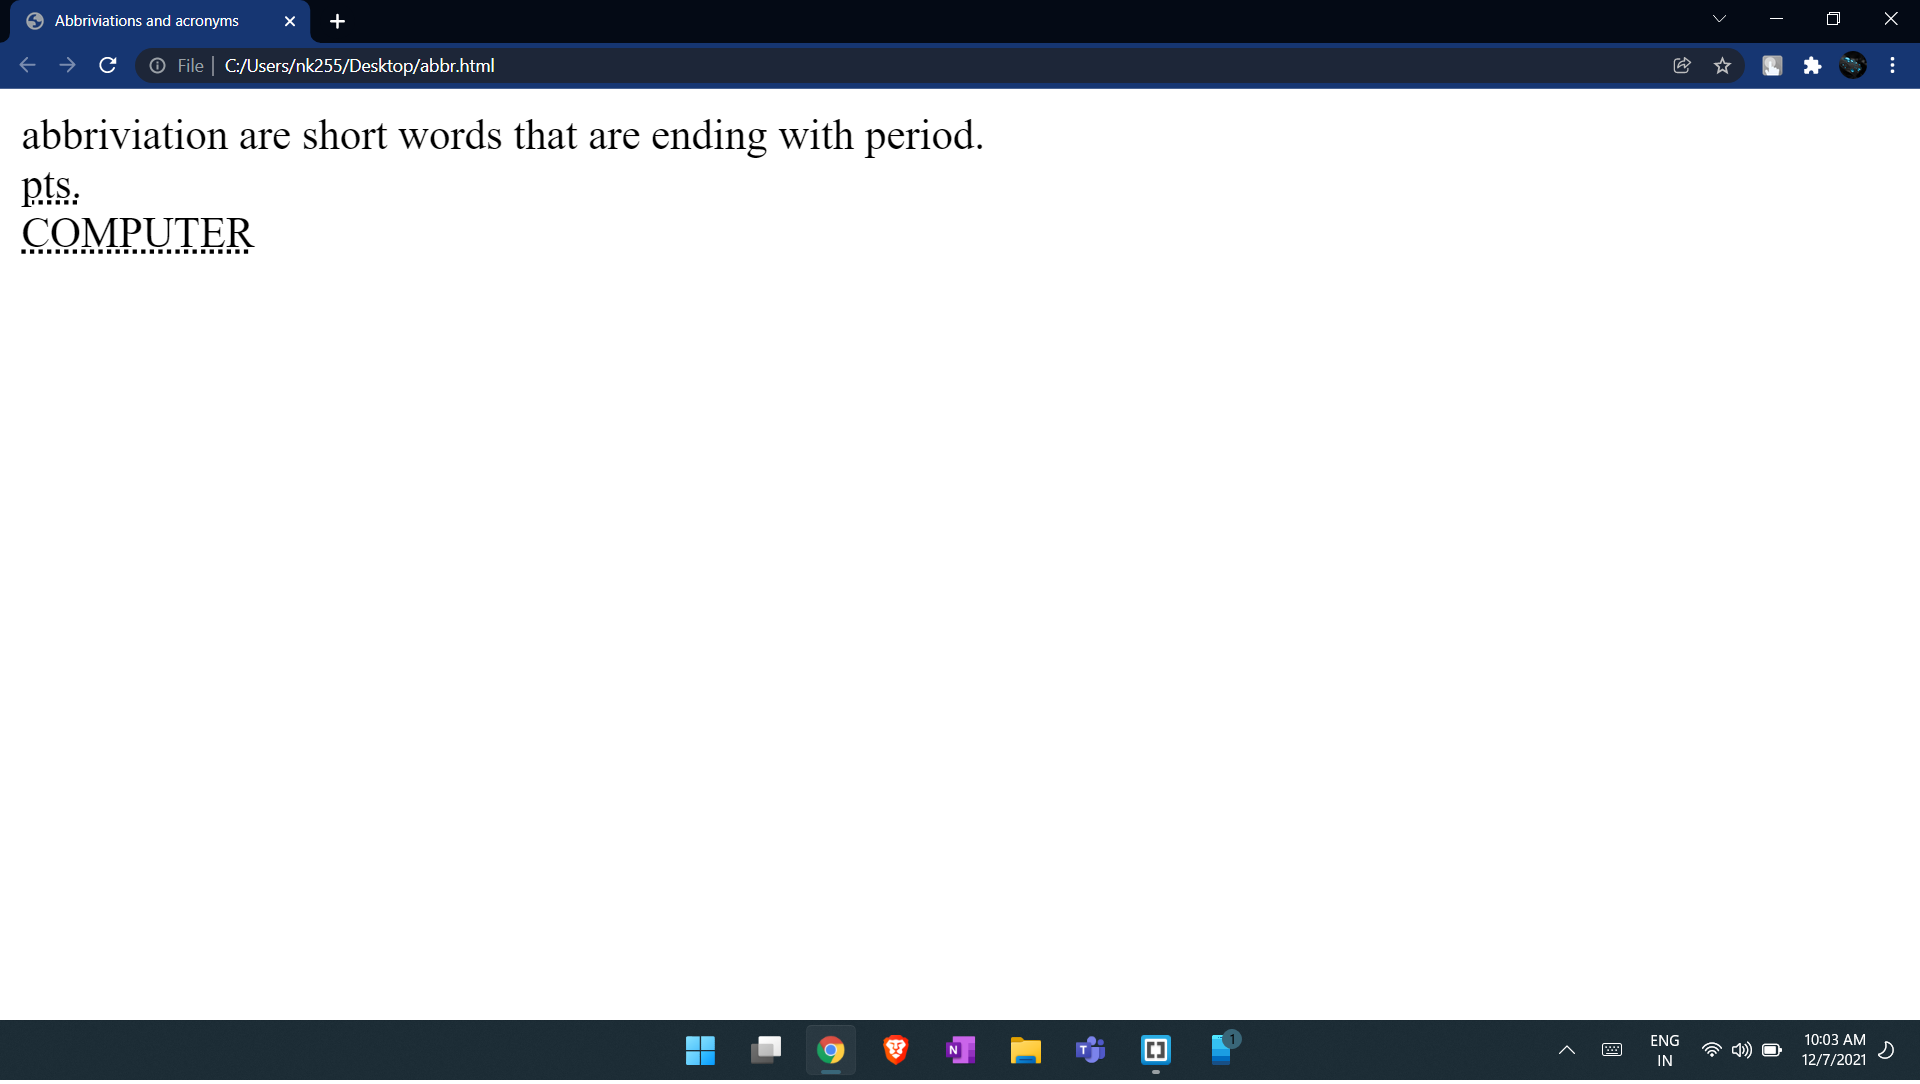 Abbriviations and acronyms
File | C:/Users/nk255/Desktop/abbr.html
abbriviation are short words that are ending with period.
pts.
COMPUTER
N
T
1
ENG
IN
10:03 AM
12/7/2021